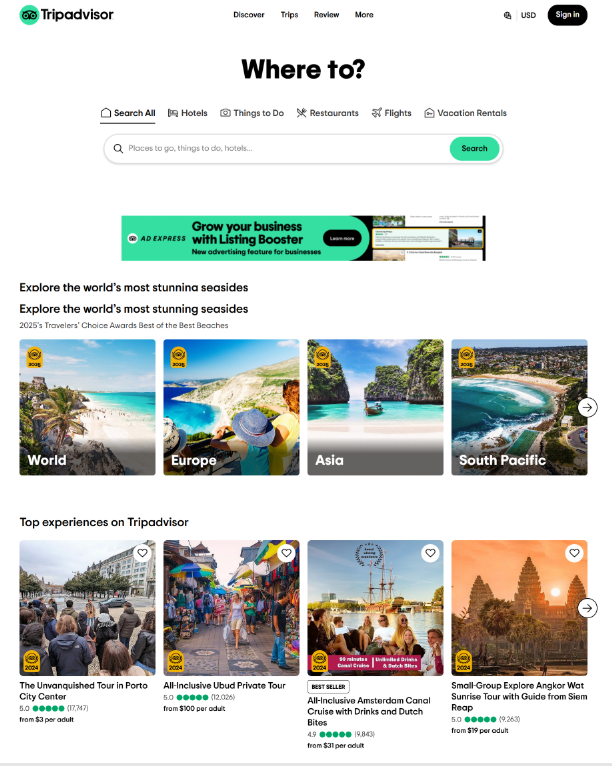 Tripadvisor
Discover Trips Review More
USD
Sign in
Where to?
Search All Hotels Things to Do Restaurants Flights Vacation Rentals
Places to go, things to do, hotels...
Search
AD EXPRESS
Grow your business
with Listing Booster
New advertising feature for businesses
Learn more
Explore the world's most stunning seasides
Explore the world's most stunning seasides
2025's Travelers' Choice Awards Best of the Best Beaches
2025
World
2025
Europe
2025
Asia
2025
South Pacific
Top experiences on Tripadvisor
2024
The Unvanquished Tour in Porto
City Center
5.0 (17,747)
from $3 per adult
2024
All-Inclusive Ubud Private Tour
5.0 (12,026)
from $100 per adult
90 minutes
Canal Cruise
Unlimited Drinks
& Dutch Bites
2024
BEST SELLER
All-Inclusive Amsterdam Canal
Cruise with Drinks and Dutch
Bites
4.9 (9,843)
from $31 per adult
2024
Small-Group Explore Angkor Wat
Sunrise Tour with Guide from Siem
Reap
5.0 (9,263)
from $19 per adult